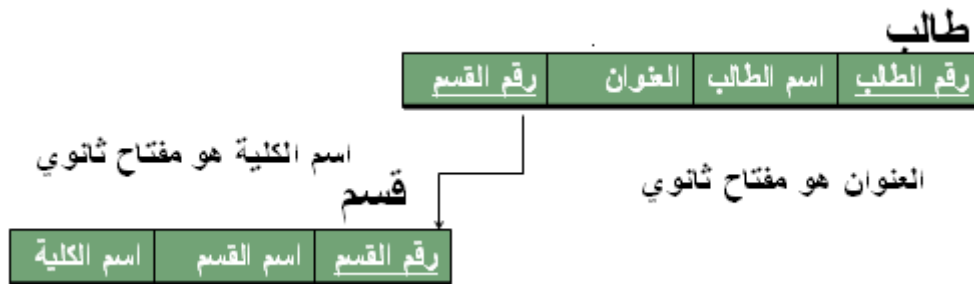 طالب
رقم الطالب اسم الطالب العنوان رقم القسم
اسم الكلية هو مفتاح ثانوي
العنوان هو مفتاح ثانوي
قسم
رقم القسم اسم القسم اسم الكلية